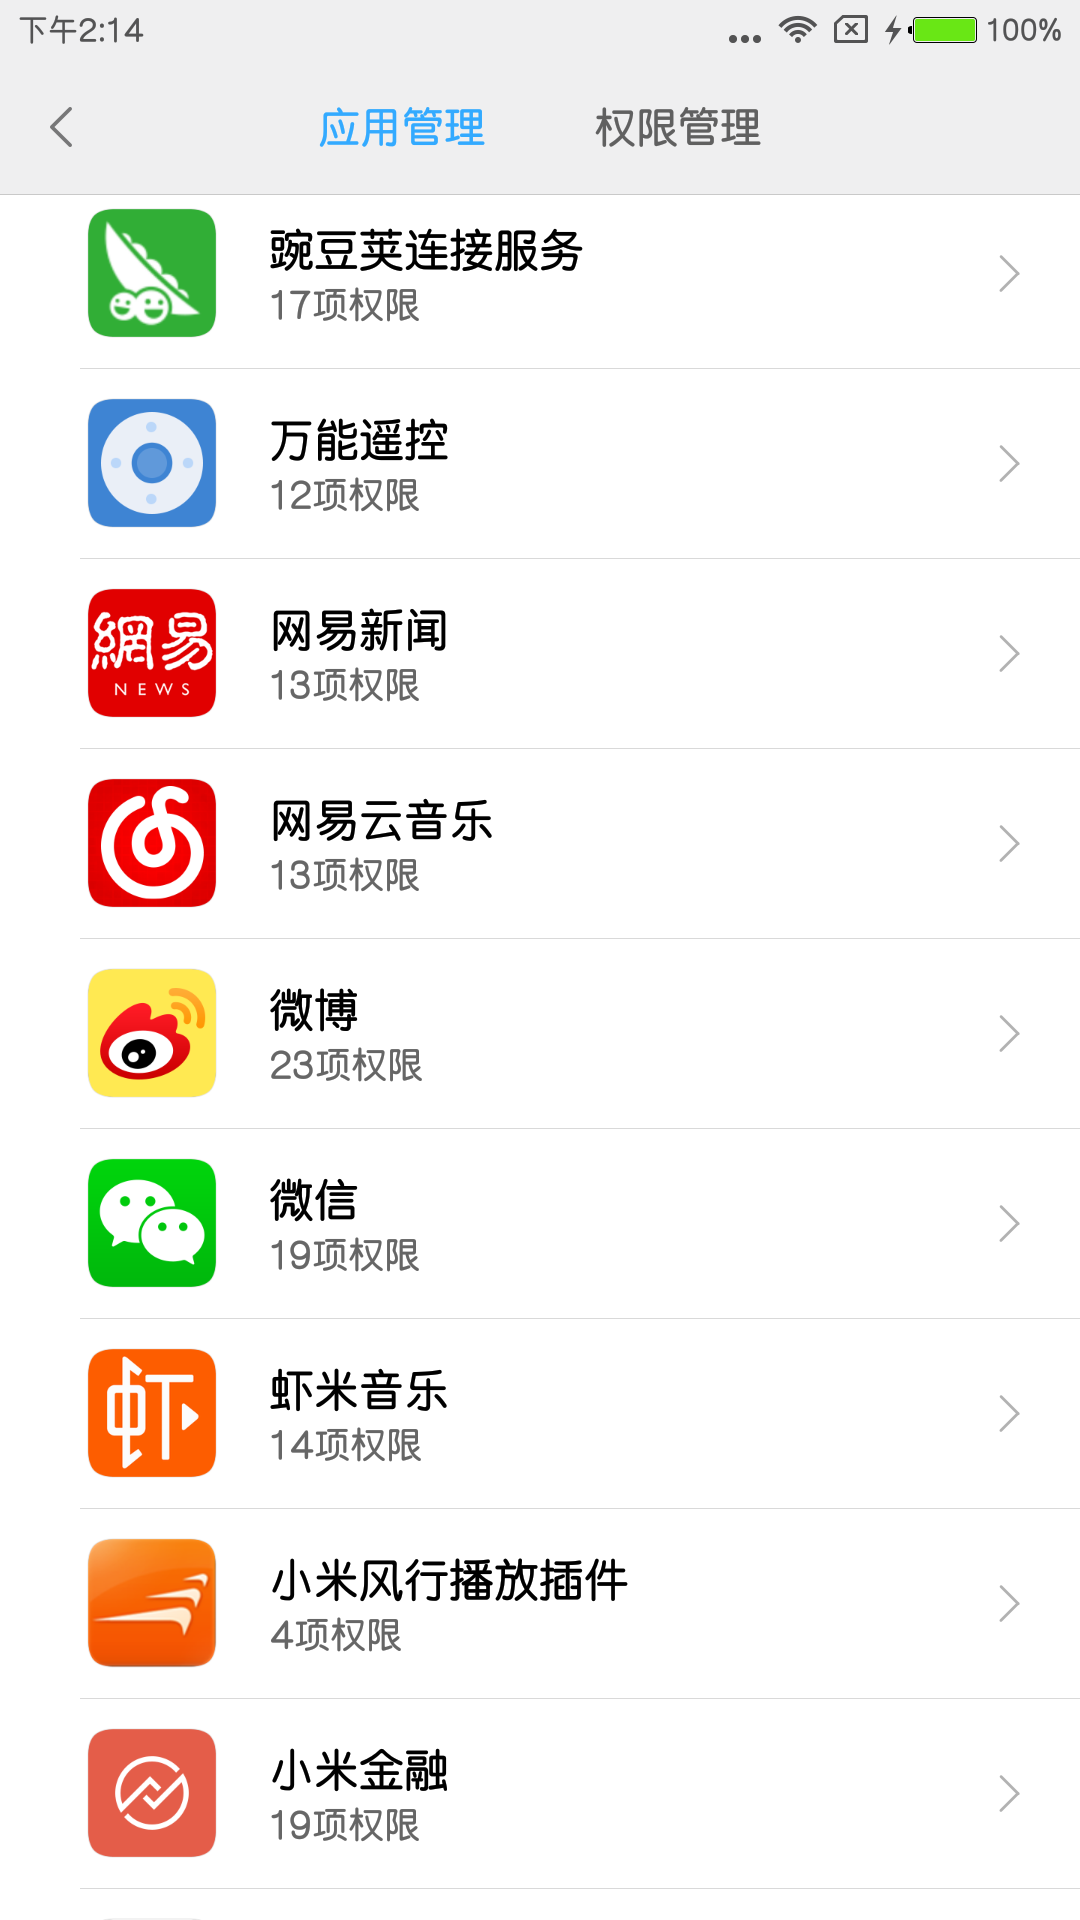 下午2:14
100%
应用管理 权限管理
豌豆荚连接服务
17项权限
万能遥控
12项权限
網易
NEWS
网易新闻
13项权限
网易云音乐
13项权限
微博
23项权限
微信
19项权限
虾
虾米音乐
14项权限
小米风行播放插件
4项权限
小米金融
19项权限